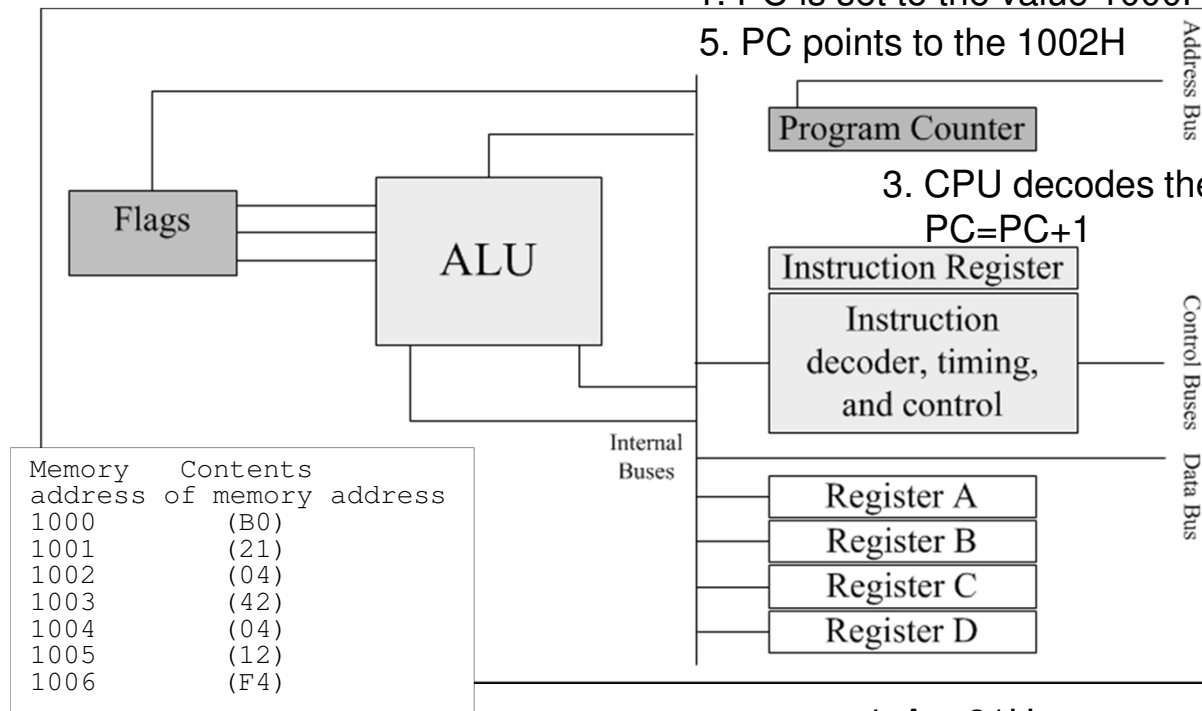 5. PC points to the 1002H
Address Bus
Program Counter
3. CPU decodes the
PC=PC+1
Flags
ALU
Instruction Register
Instruction
decoder, timing,
and control
Control Buses
Internal
Buses
Data Bus
Register A
Register B
Register C
Register D
Memory Contents
address of memory address
1000 (B0)
1001 (21)
1002 (04)
1003 (42)
1004 (04)
1005 (12)
1006 (F4)